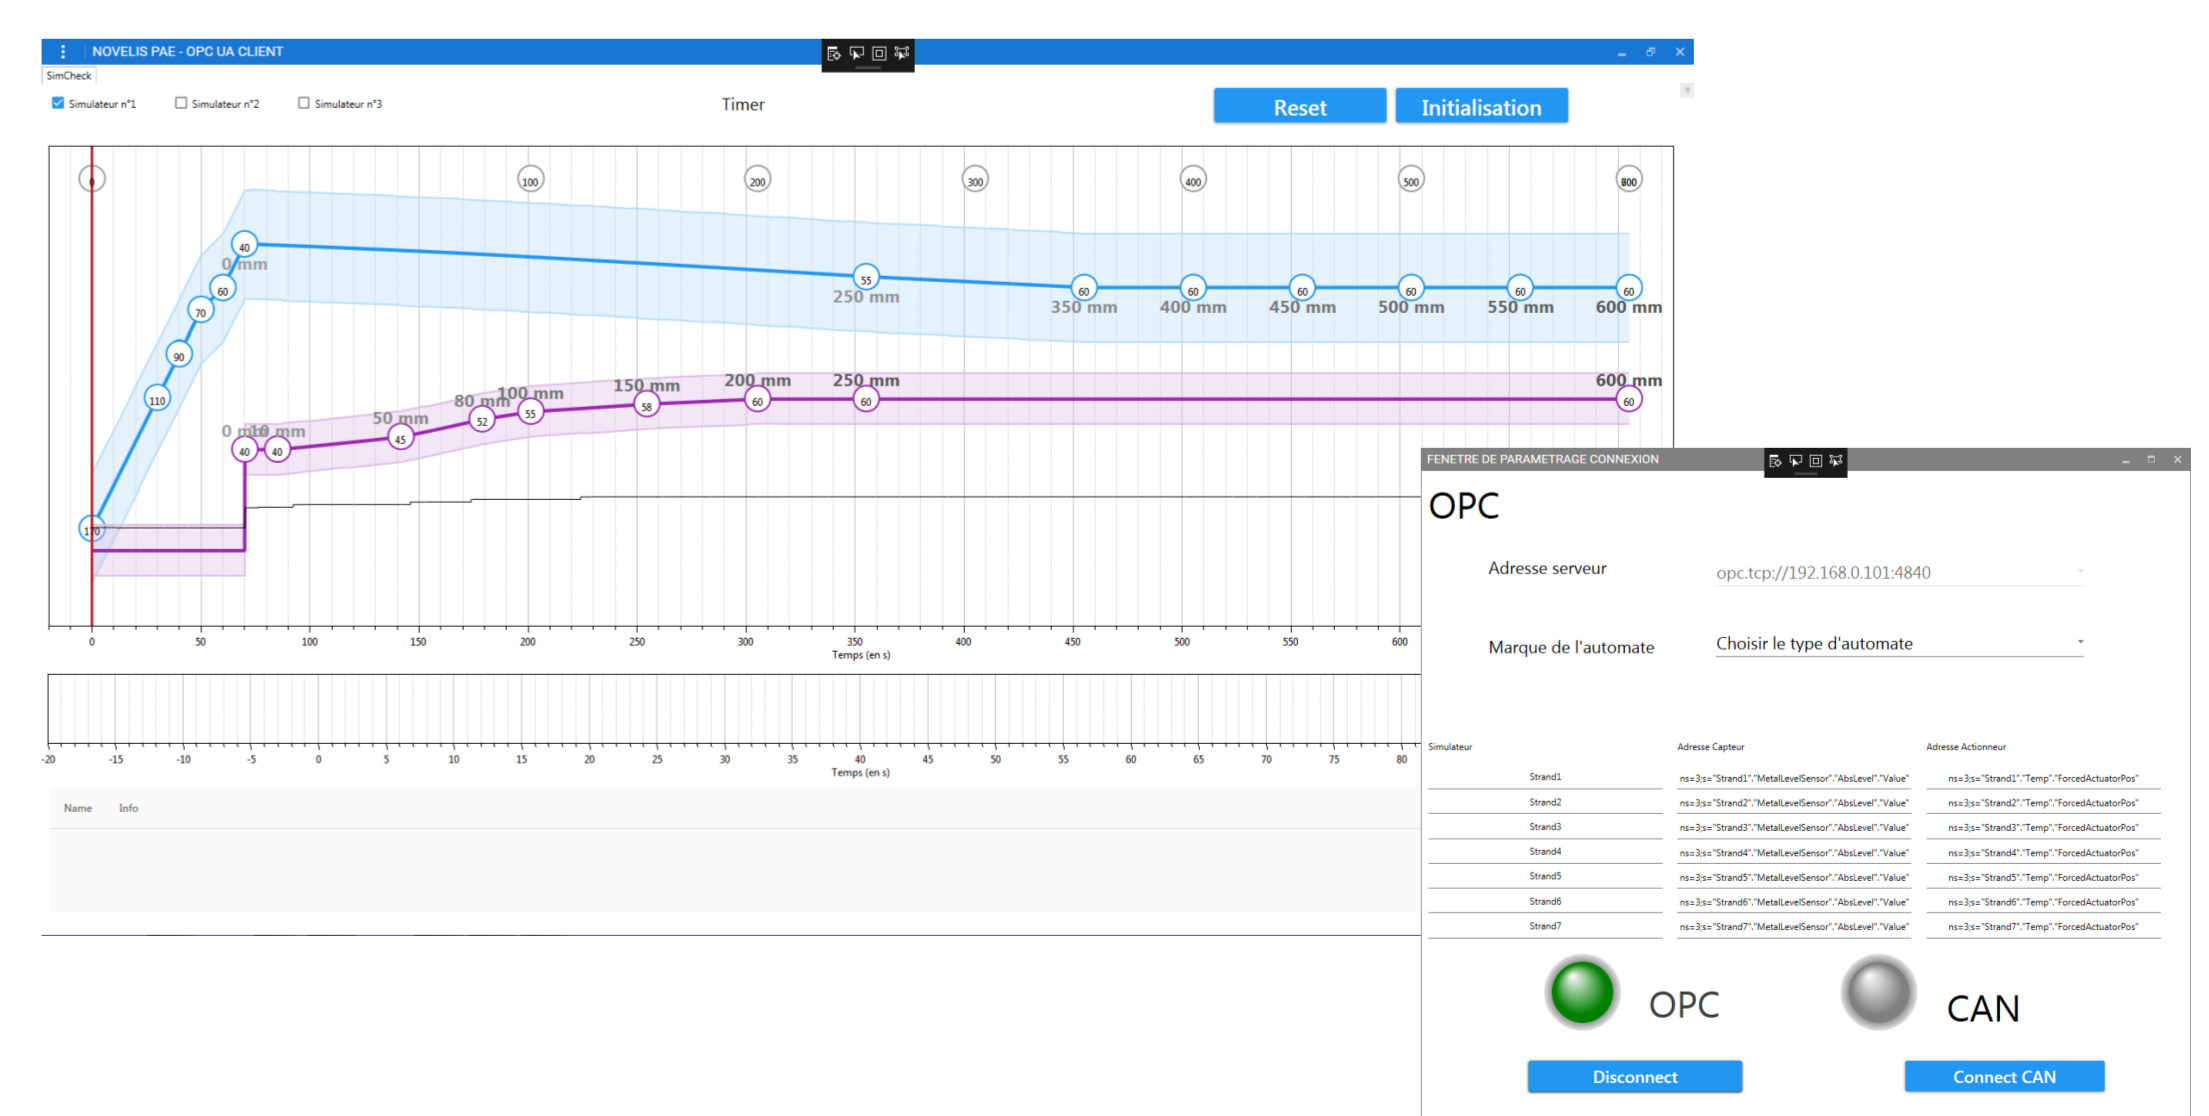 NOVELIS PAE - OPC UA CLIENT
SimCheck
Simulateur n°1 Simulateur n°2 Simulateur n°3 Timer Reset Initialisation
0 100 200 300 400 500
40
0 mm
60
70
90
110
170
55
250 mm
60 60 60 60 60 60
350 mm 400 mm 450 mm 500 mm 550 mm 600 mm
0 mm 10 mm 50 mm 80 mm 100 mm 150 mm 200 mm 250 mm 600 mm
40 40 45 52 55 58 60 60 60
0 50 100 150 200 250 300 350 400 450 500 550 600
Temps (en s)
-20 -15 -10 -5 0 5 10 15 20 25 30 35 40 45 50 55 60 65 70 75 80
Temps (en s)
Name Info
FENETRE DE PARAMETRAGE CONNEXION
OPC
Adresse serveur opc.tcp://192.168.0.101:4840
Marque de l'automate Choisir le type d'automate
Simulateur Adresse Capteur Adresse Actionneur
Strand1 ns=3;s="Strand1"."MetalLevelSensor"."AbsLevel"."Value" ns=3;s="Strand1"."Temp"."ForcedActuatorPos"
Strand2 ns=3;s="Strand2"."MetalLevelSensor"."AbsLevel"."Value" ns=3;s="Strand2"."Temp"."ForcedActuatorPos"
Strand3 ns=3;s="Strand3"."MetalLevelSensor"."AbsLevel"."Value" ns=3;s="Strand3"."Temp"."ForcedActuatorPos"
Strand4 ns=3;s="Strand4"."MetalLevelSensor"."AbsLevel"."Value" ns=3;s="Strand4"."Temp"."ForcedActuatorPos"
Strand5 ns=3;s="Strand5"."MetalLevelSensor"."AbsLevel"."Value" ns=3;s="Strand5"."Temp"."ForcedActuatorPos"
Strand6 ns=3;s="Strand6"."MetalLevelSensor"."AbsLevel"."Value" ns=3;s="Strand6"."Temp"."ForcedActuatorPos"
Strand7 ns=3;s="Strand7"."MetalLevelSensor"."AbsLevel"."Value" ns=3;s="Strand7"."Temp"."ForcedActuatorPos"
OPC CAN
Disconnect Connect CAN